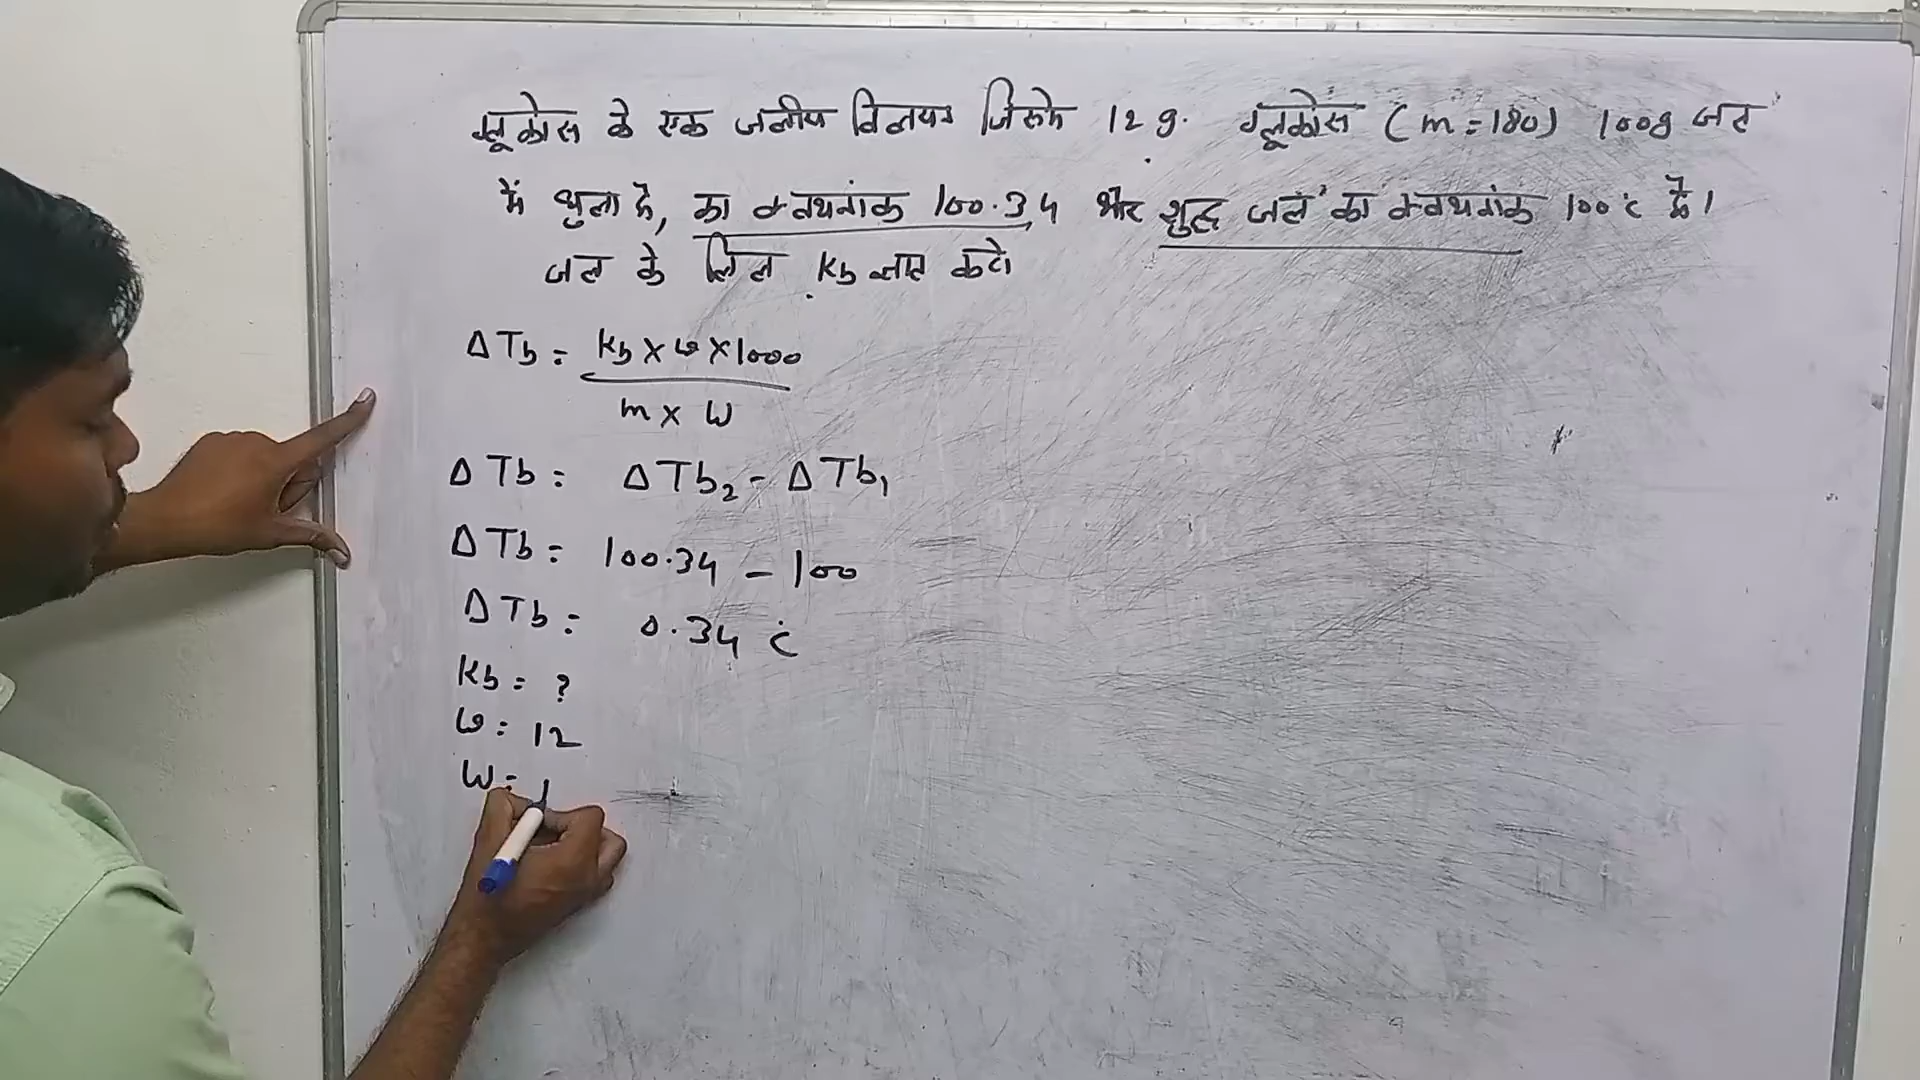 ग्लूकोस के एक जलीय विलयन जिसमे 12 g. ग्लूकोस (m = 180) 100g जल
में घुला है, का क्वथनांक 100.34 और शुद्ध जल का क्वथनांक 100°c है।
जल के लिए Kb ज्ञात करो।
ΔTb = Kb × w × 1000
m × W
ΔTb = ΔTb₂ - ΔTb₁
ΔTb = 100.34 - 100
ΔTb = 0.34 °c
Kb = ?
w = 12
W = 1